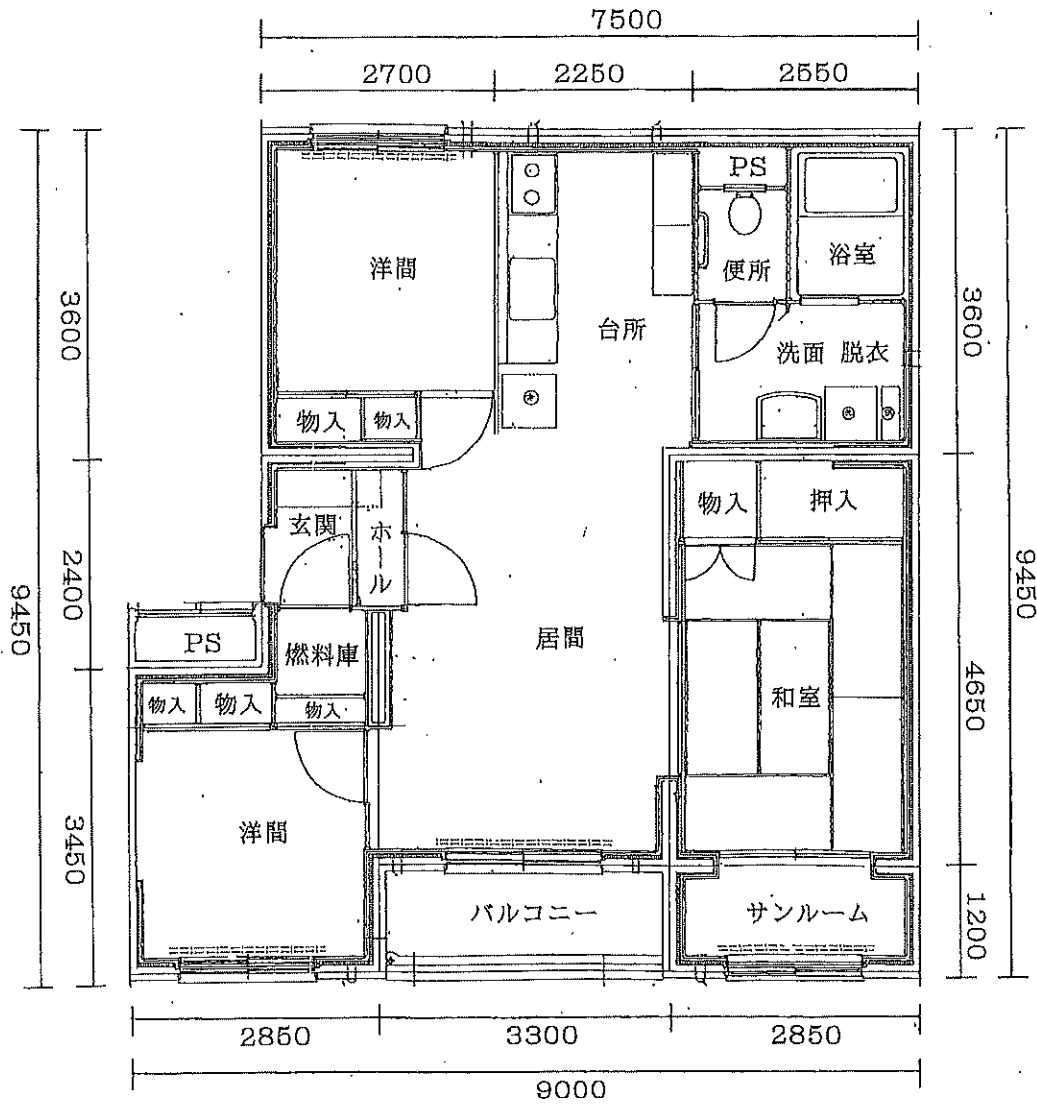 7500
2700
2250
2550
PS
洋間
便所
浴室
台所
3600
3600
洗面 脱衣
物入
物入
玄関
ホール
物入
押入
2400
9450
9450
PS
燃料庫
居間
和室
4650
物入
物入
物入
洋間
3450
バルコニー
サンルーム
1200
2850
3300
2850
9000